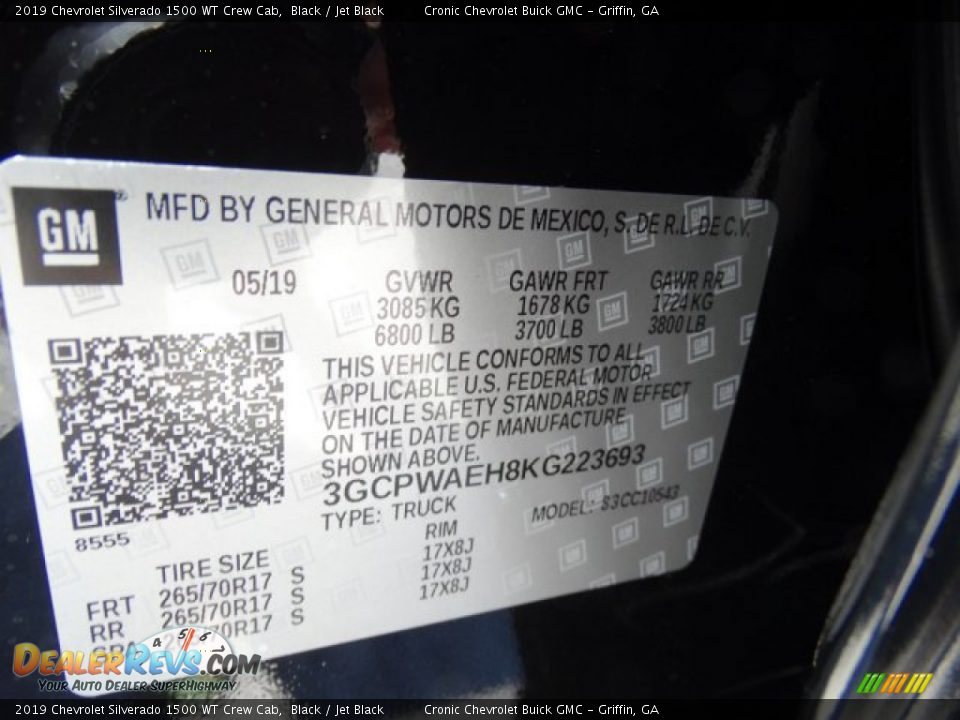 2019 Chevrolet Silverado 1500 WT Crew Cab, Black / Jet Black Cronic Chevrolet Buick GMC - Griffin, GA
GM MFD BY GENERAL MOTORS DE MEXICO, S. DE R.L. DE C.V.
05/19 GVWR GAWR FRT GAWR RR
3085 KG 1678 KG 1724 KG
6800 LB 3700 LB 3800 LB
THIS VEHICLE CONFORMS TO ALL
APPLICABLE U.S. FEDERAL MOTOR
VEHICLE SAFETY STANDARDS IN EFFECT
ON THE DATE OF MANUFACTURE
SHOWN ABOVE.
3GCPWAEH8KG223693
TYPE: TRUCK MODEL: S3CC10543
8555
TIRE SIZE RIM
FRT 265/70R17 S 17X8J
RR 265/70R17 S 17X8J
S 17X8J
DEALERREVS.COM
YOUR AUTO DEALER SUPERHIGHWAY
2019 Chevrolet Silverado 1500 WT Crew Cab, Black / Jet Black Cronic Chevrolet Buick GMC - Griffin, GA